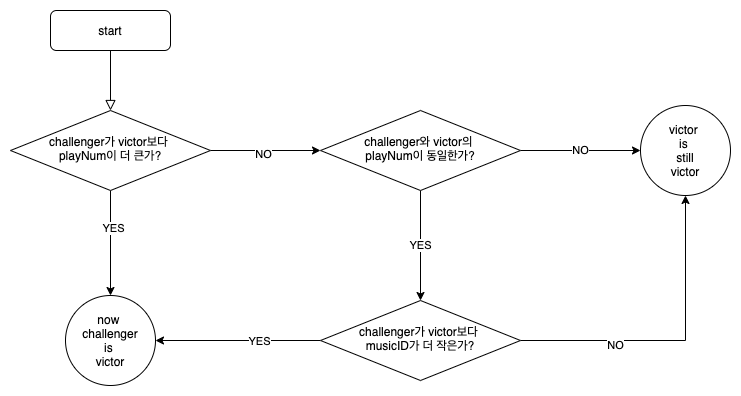 start
challenger가 victor보다
playNum이 더 큰가?
NO
challenger와 victor의
playNum이 동일한가?
NO
victor
is
still
victor
YES
YES
now
challenger
is
victor
YES
challenger가 victor보다
musicID가 더 작은가?
NO